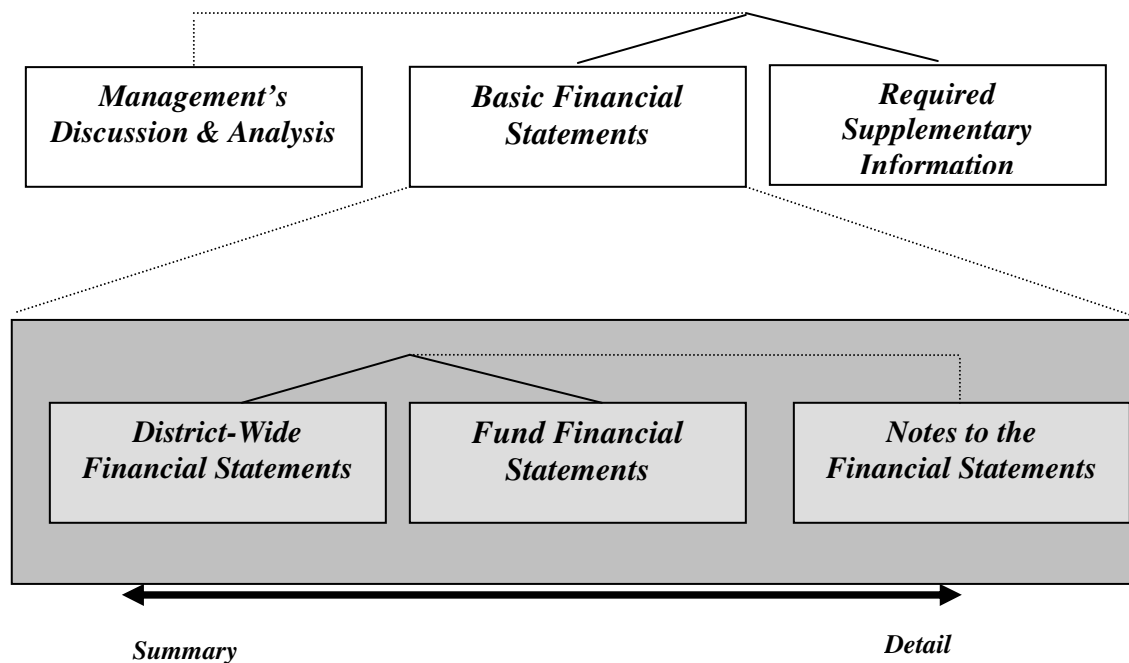 Management’s
Discussion & Analysis
Basic Financial
Statements
Required
Supplementary
Information
District-Wide
Financial Statements
Fund Financial
Statements
Notes to the
Financial Statements
Summary
Detail